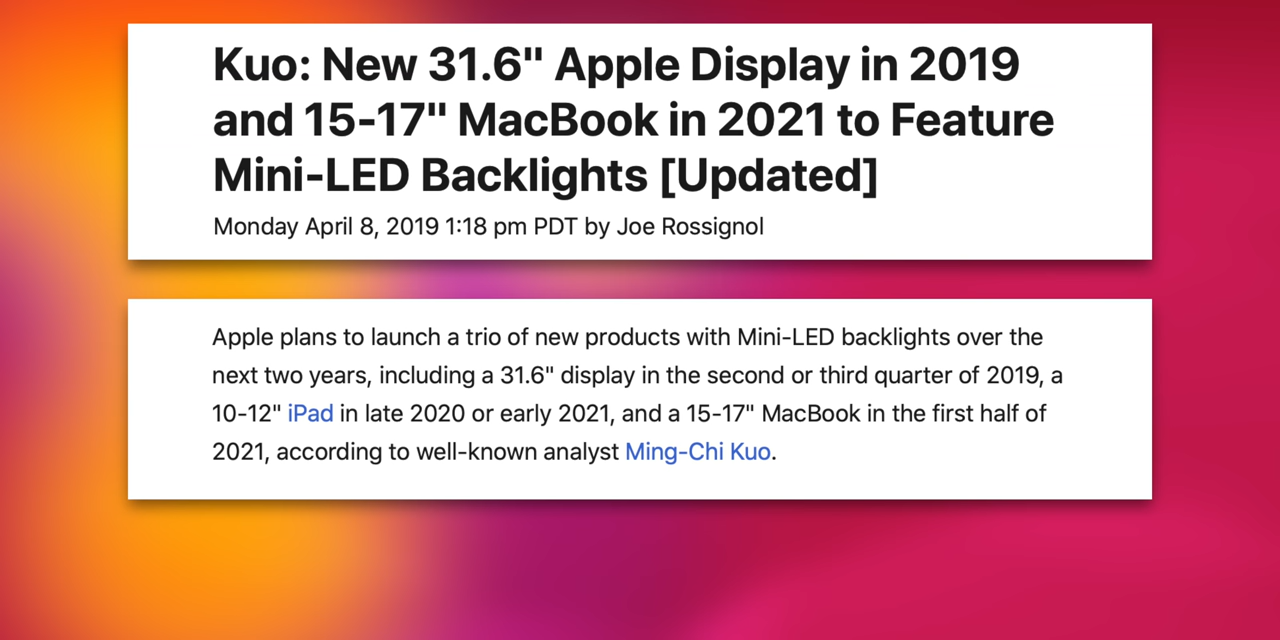 Kuo: New 31.6" Apple Display in 2019
and 15-17" MacBook in 2021 to Feature
Mini-LED Backlights [Updated]
Monday April 8, 2019 1:18 pm PDT by Joe Rossignol
Apple plans to launch a trio of new products with Mini-LED backlights over the
next two years, including a 31.6" display in the second or third quarter of 2019, a
10-12" iPad in late 2020 or early 2021, and a 15-17" MacBook in the first half of
2021, according to well-known analyst Ming-Chi Kuo.